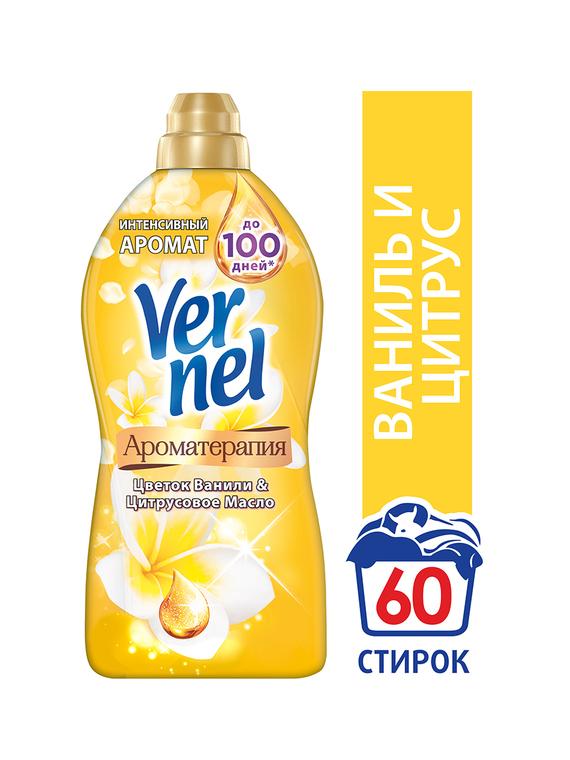 ИНТЕНСИВНЫЙ
АРОМАТ
до
100
дней*
Ver
nel
Ароматерапия
Цветок Ванили &
Цитрусовое Масло
ВАНИЛЬ И
ЦИТРУС
60
СТИРОК